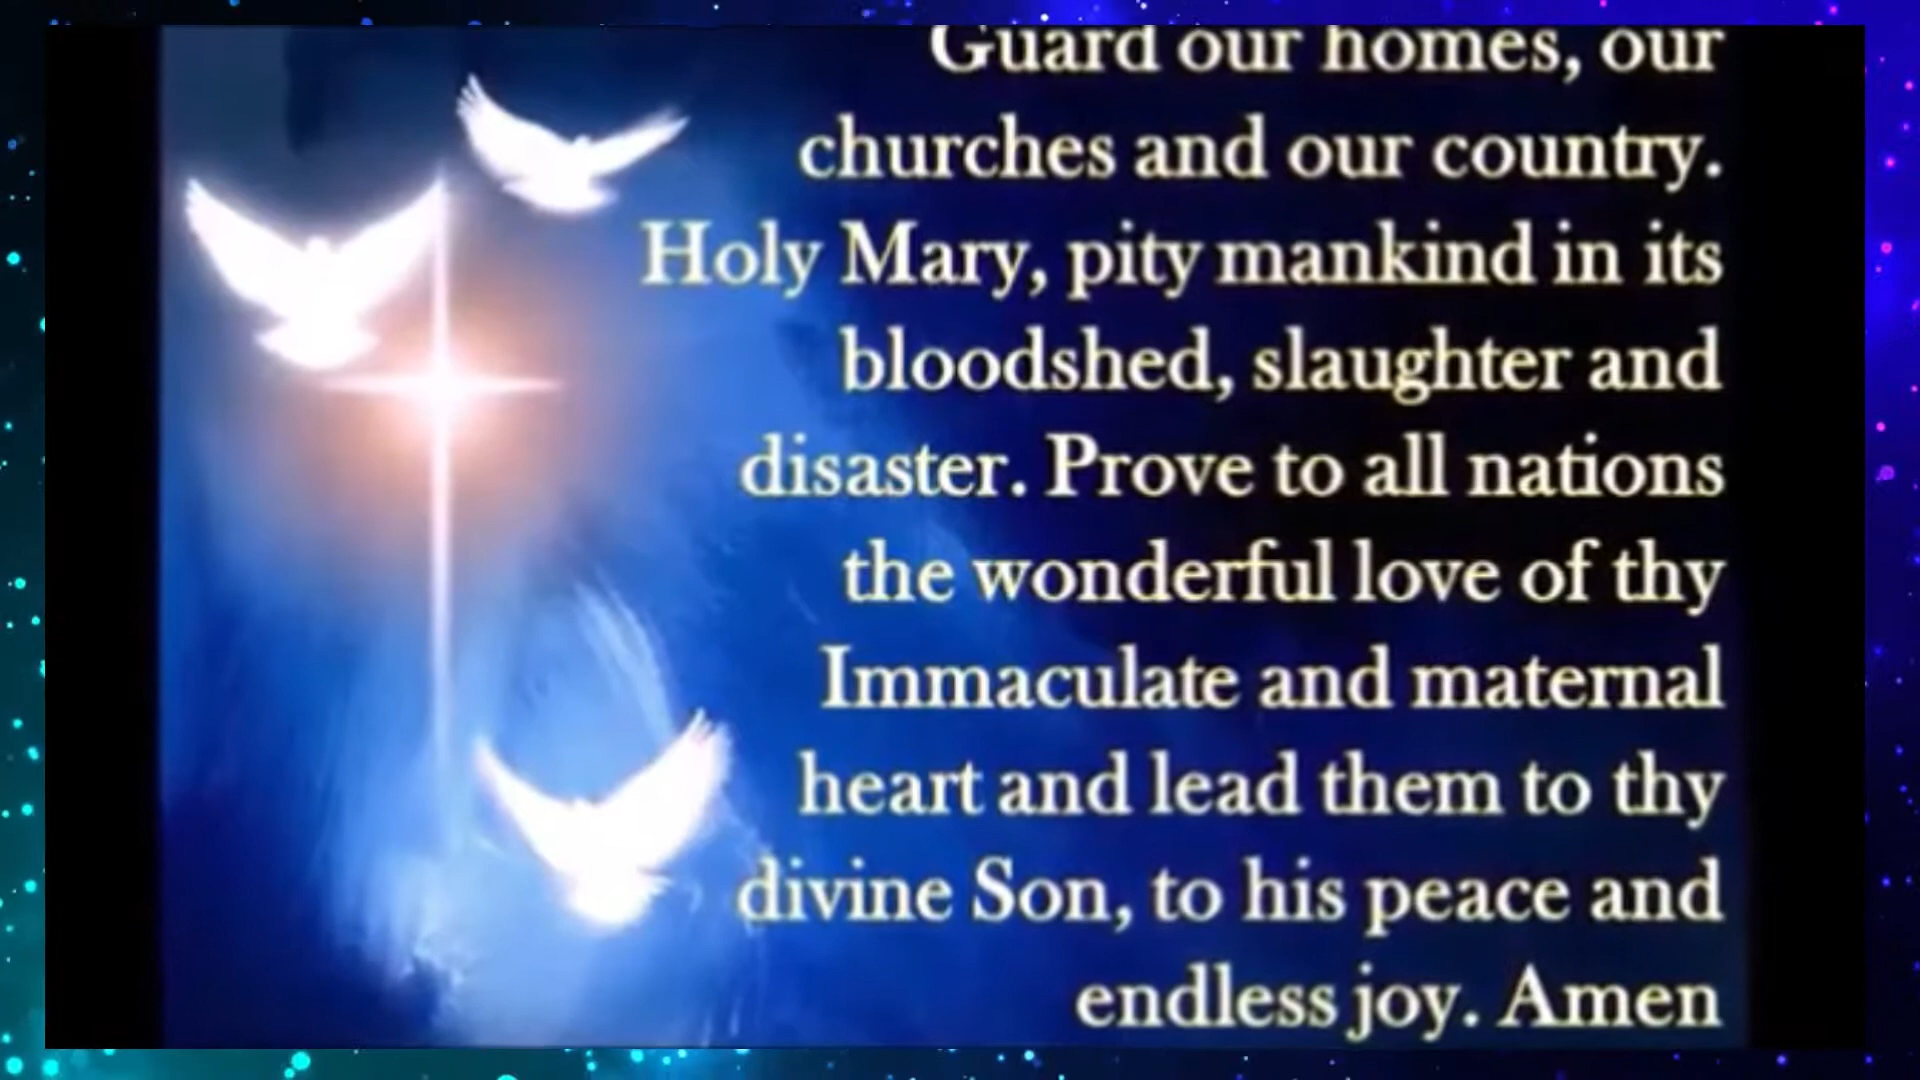 Guard our homes, our
churches and our country.
Holy Mary, pity mankind in its
bloodshed, slaughter and
disaster. Prove to all nations
the wonderful love of thy
Immaculate and maternal
heart and lead them to thy
divine Son, to his peace and
endless joy. Amen